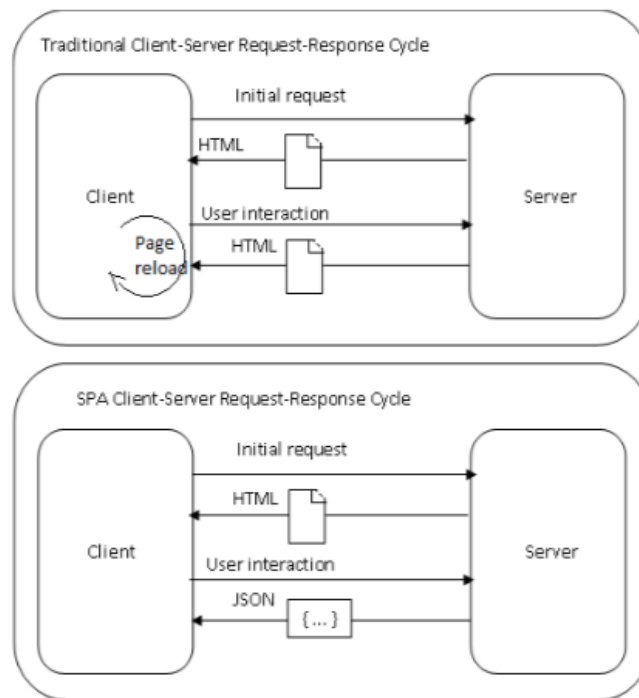 Traditional Client-Server Request-Response Cycle
Initial request
HTML
Client
Server
User interaction
Page
HTML
reload
SPA Client-Server Request-Response Cycle
Initial request
HTML
Client
Server
User interaction
JSON
{...}